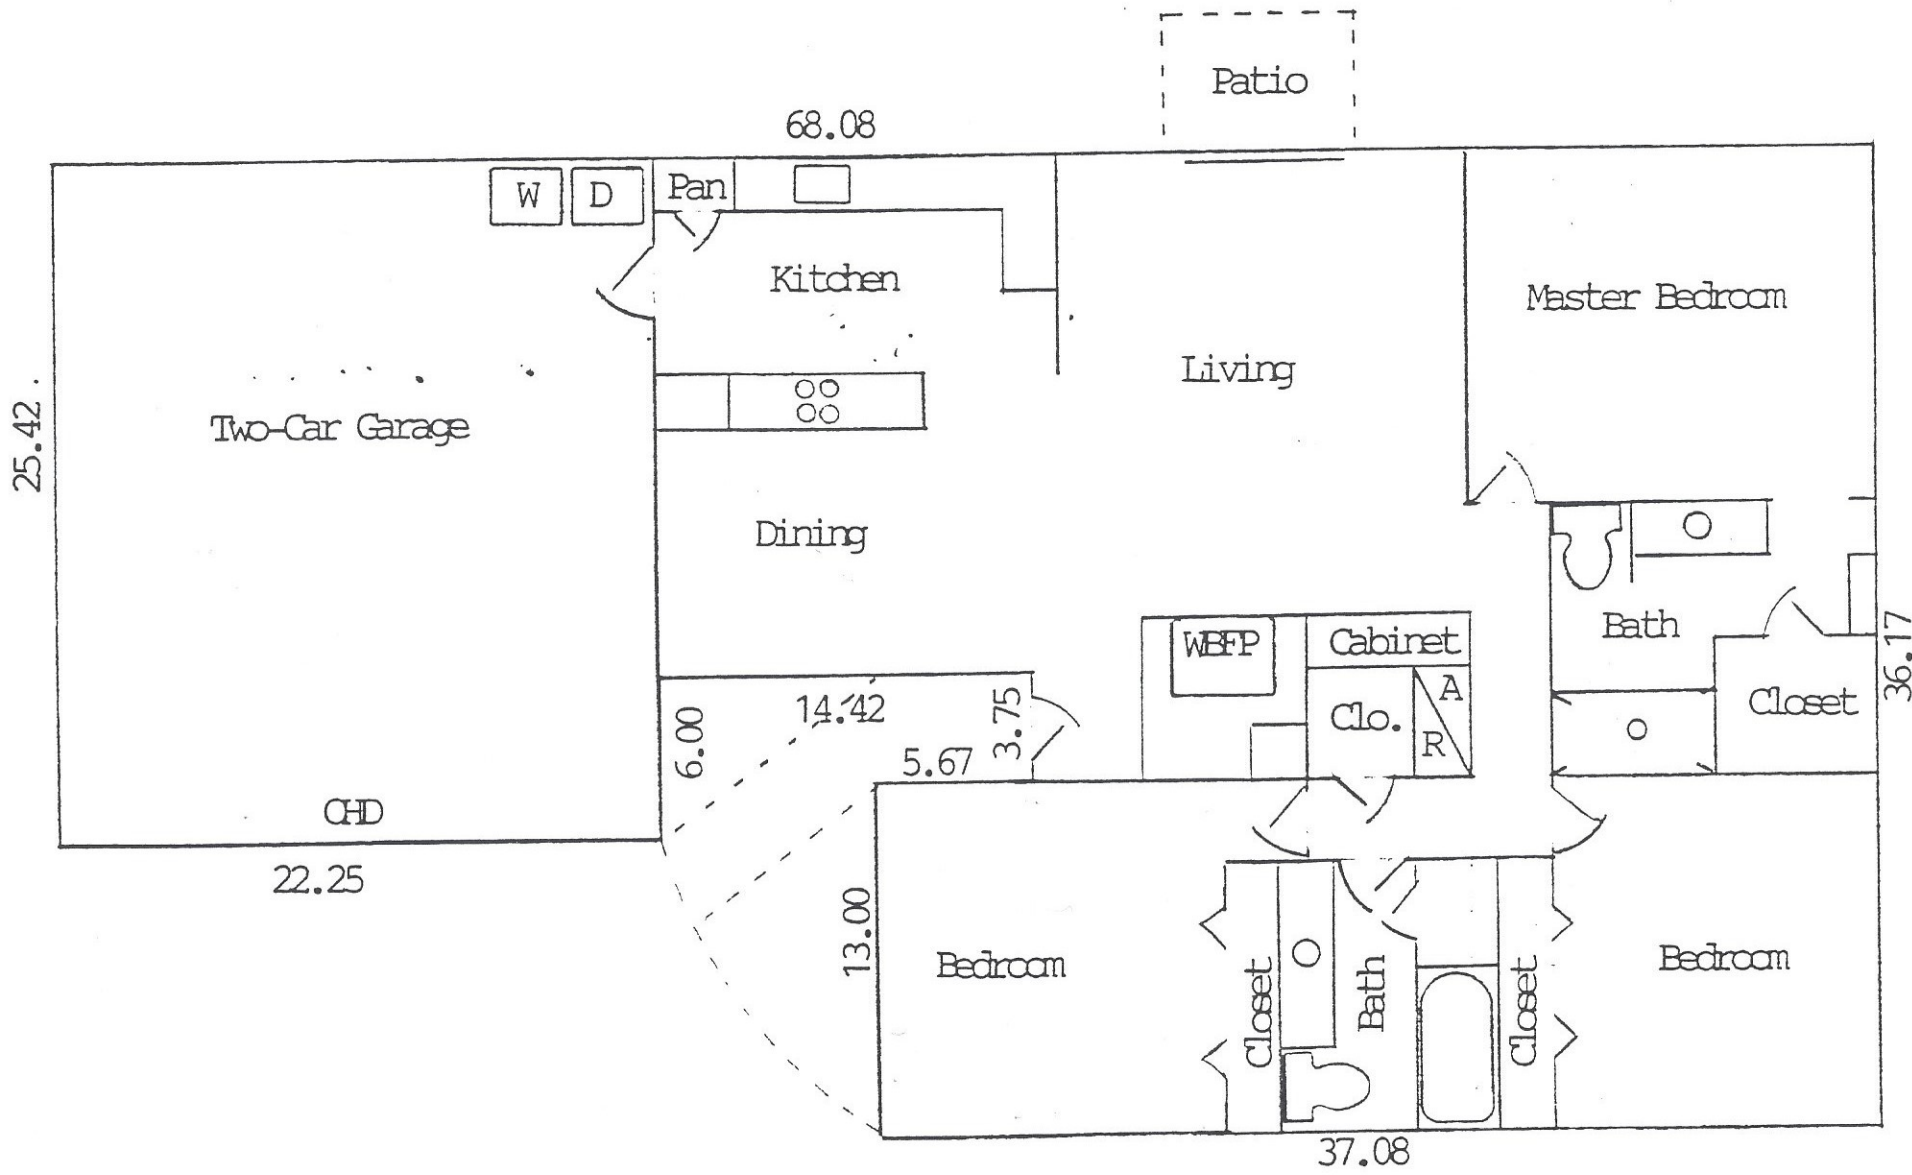 Patio
68.08
W
D
Pan
Kitchen
Master Bedroom
Living
25.42
Two-Car Garage
Dining
Bath
WBFP
Cabinet
36.17
A
Closet
Clo.
R
14.42
3.75
6.00
5.67
OHD
22.25
13.00
Bedroom
Closet
Bath
Closet
Bedroom
37.08